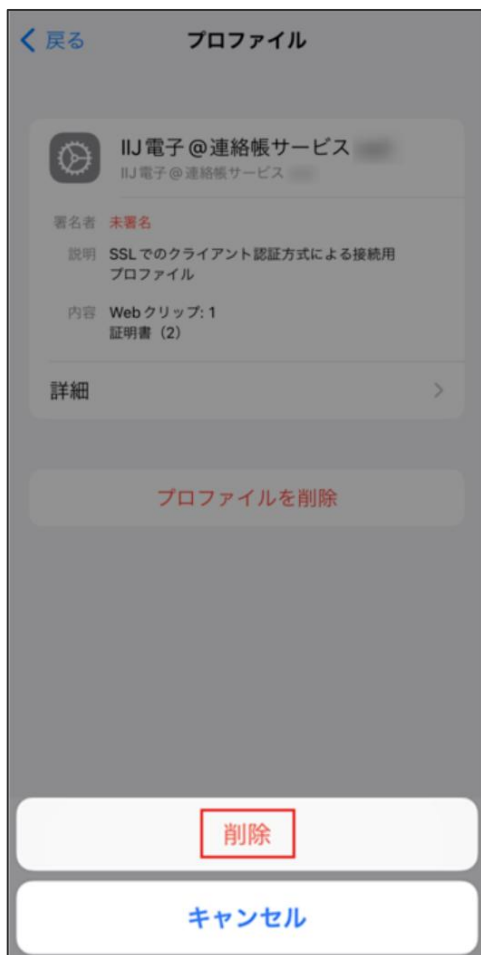 戻る
プロファイル
IIJ電子@連絡帳サービス
IIJ電子@連絡帳サービス
署名者 未署名
説明 SSLでのクライアント認証方式による接続用
プロファイル
内容 Webクリップ: 1
証明書（2）
詳細
プロファイルを削除
削除
キャンセル